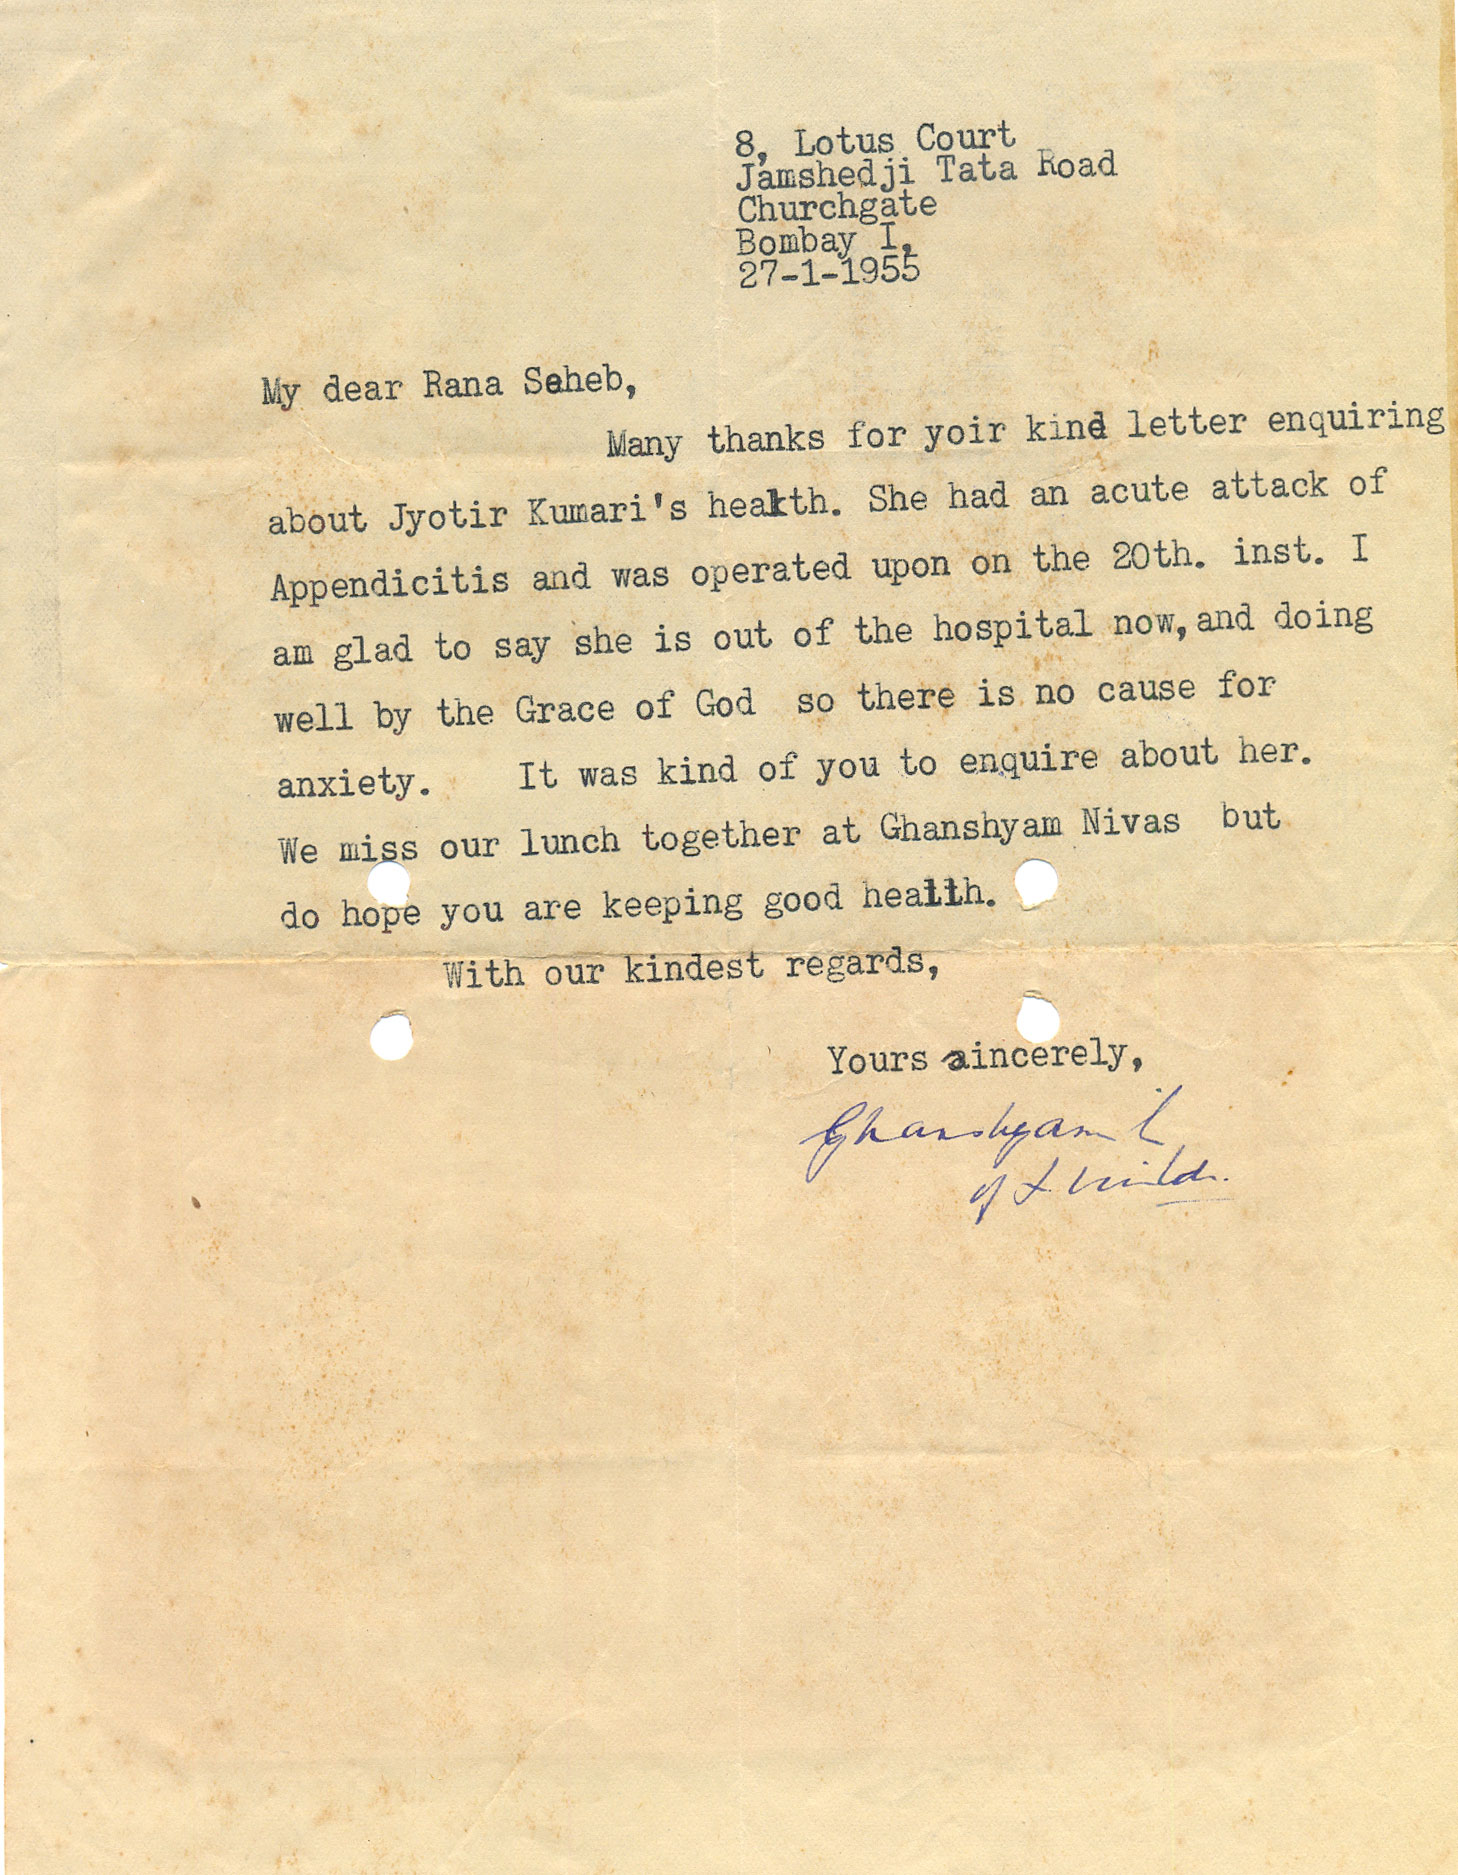 8, Lotus Court
Jamshedji Tata Road
Churchgate
Bombay I,
27-1-1955
My dear Rana Saheb,
Many thanks for yoir kind letter enquiring
about Jyotir Kumari's health. She had an acute attack of
Appendicitis and was operated upon on the 20th. inst. I
am glad to say she is out of the hospital now, and doing
well by the Grace of God so there is no cause for
anxiety. It was kind of you to enquire about her.
We miss our lunch together at Ghanshyam Nivas but
do hope you are keeping good health.
With our kindest regards,
Yours sincerely,
Ghanshyam
of